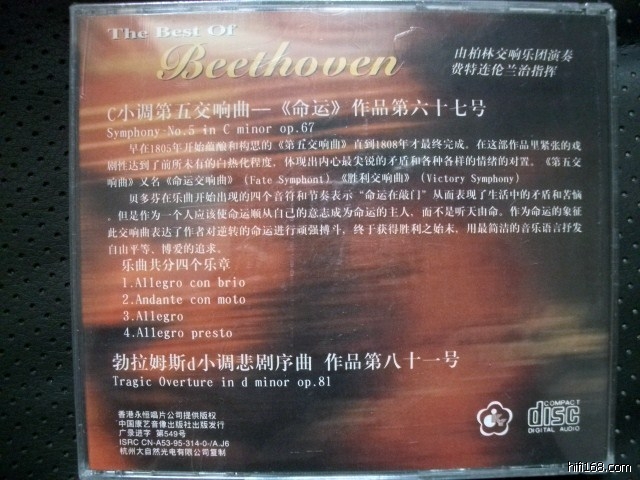 The Best Of
Beethoven
由柏林交响乐团演奏
费特连伦兰治指挥
C小调第五交响曲—《命运》作品第六十七号
Symphony·No.5 in C minor op.67
早在1805年开始蕴酿和构思的《第五交响曲》直到1808年才最终完成。在这部作品里紧张的戏
剧性达到了前所未有的白热化程度，体现出内心最尖锐的矛盾和各种各样的情绪的对置。《第五交
响曲》又名《命运交响曲》(Fate Symphont)《胜利交响曲》(Victory Symphony)
贝多芬在乐曲开始出现的四个音符和节奏表示“命运在敲门”从而表现了生活中的矛盾和苦恼
，但是作为一个人应该使命运顺从自己的意志成为命运的主人，而不是听天由命。作为命运的象征
此交响曲表达了作者对逆转的命运进行顽强搏斗，终于获得胜利之始末，用最简洁的音乐语言抒发
自由平等、博爱的追求。
乐曲共分四个乐章
1.Allegro con brio
2.Andante con moto
3.Allegro
4.Allegro presto
勃拉姆斯d小调悲剧序曲 作品第八十一号
Tragic Overture in d minor op.81
香港永恒唱片公司提供版权
中国康艺音像出版社出版发行
广录进字 第549号
ISRC CN-A53-95-314-0-/A.J6
杭州大自然光电有限公司复制
COMPACT
disc
DIGITAL AUDIO
hifi168.com